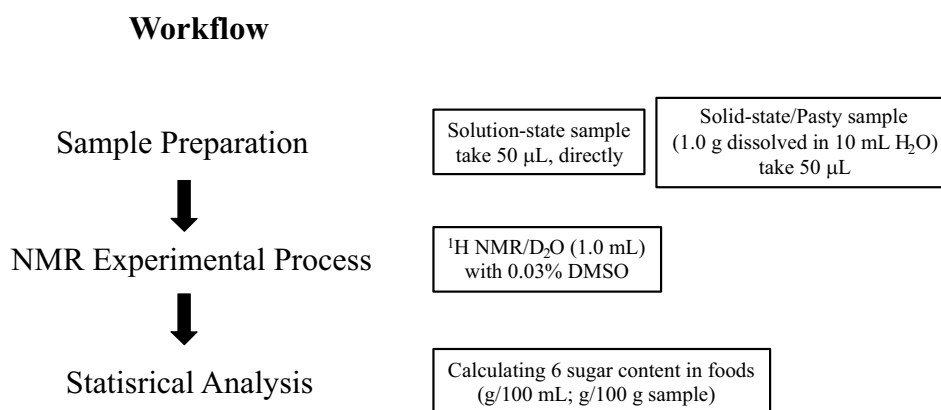 Workflow
Sample Preparation
Solution-state sample
take 50 μL, directly
Solid-state/Pasty sample
(1.0 g dissolved in 10 mL H₂O)
take 50 μL
NMR Experimental Process
¹H NMR/D₂O (1.0 mL)
with 0.03% DMSO
Statisrical Analysis
Calculating 6 sugar content in foods
(g/100 mL; g/100 g sample)